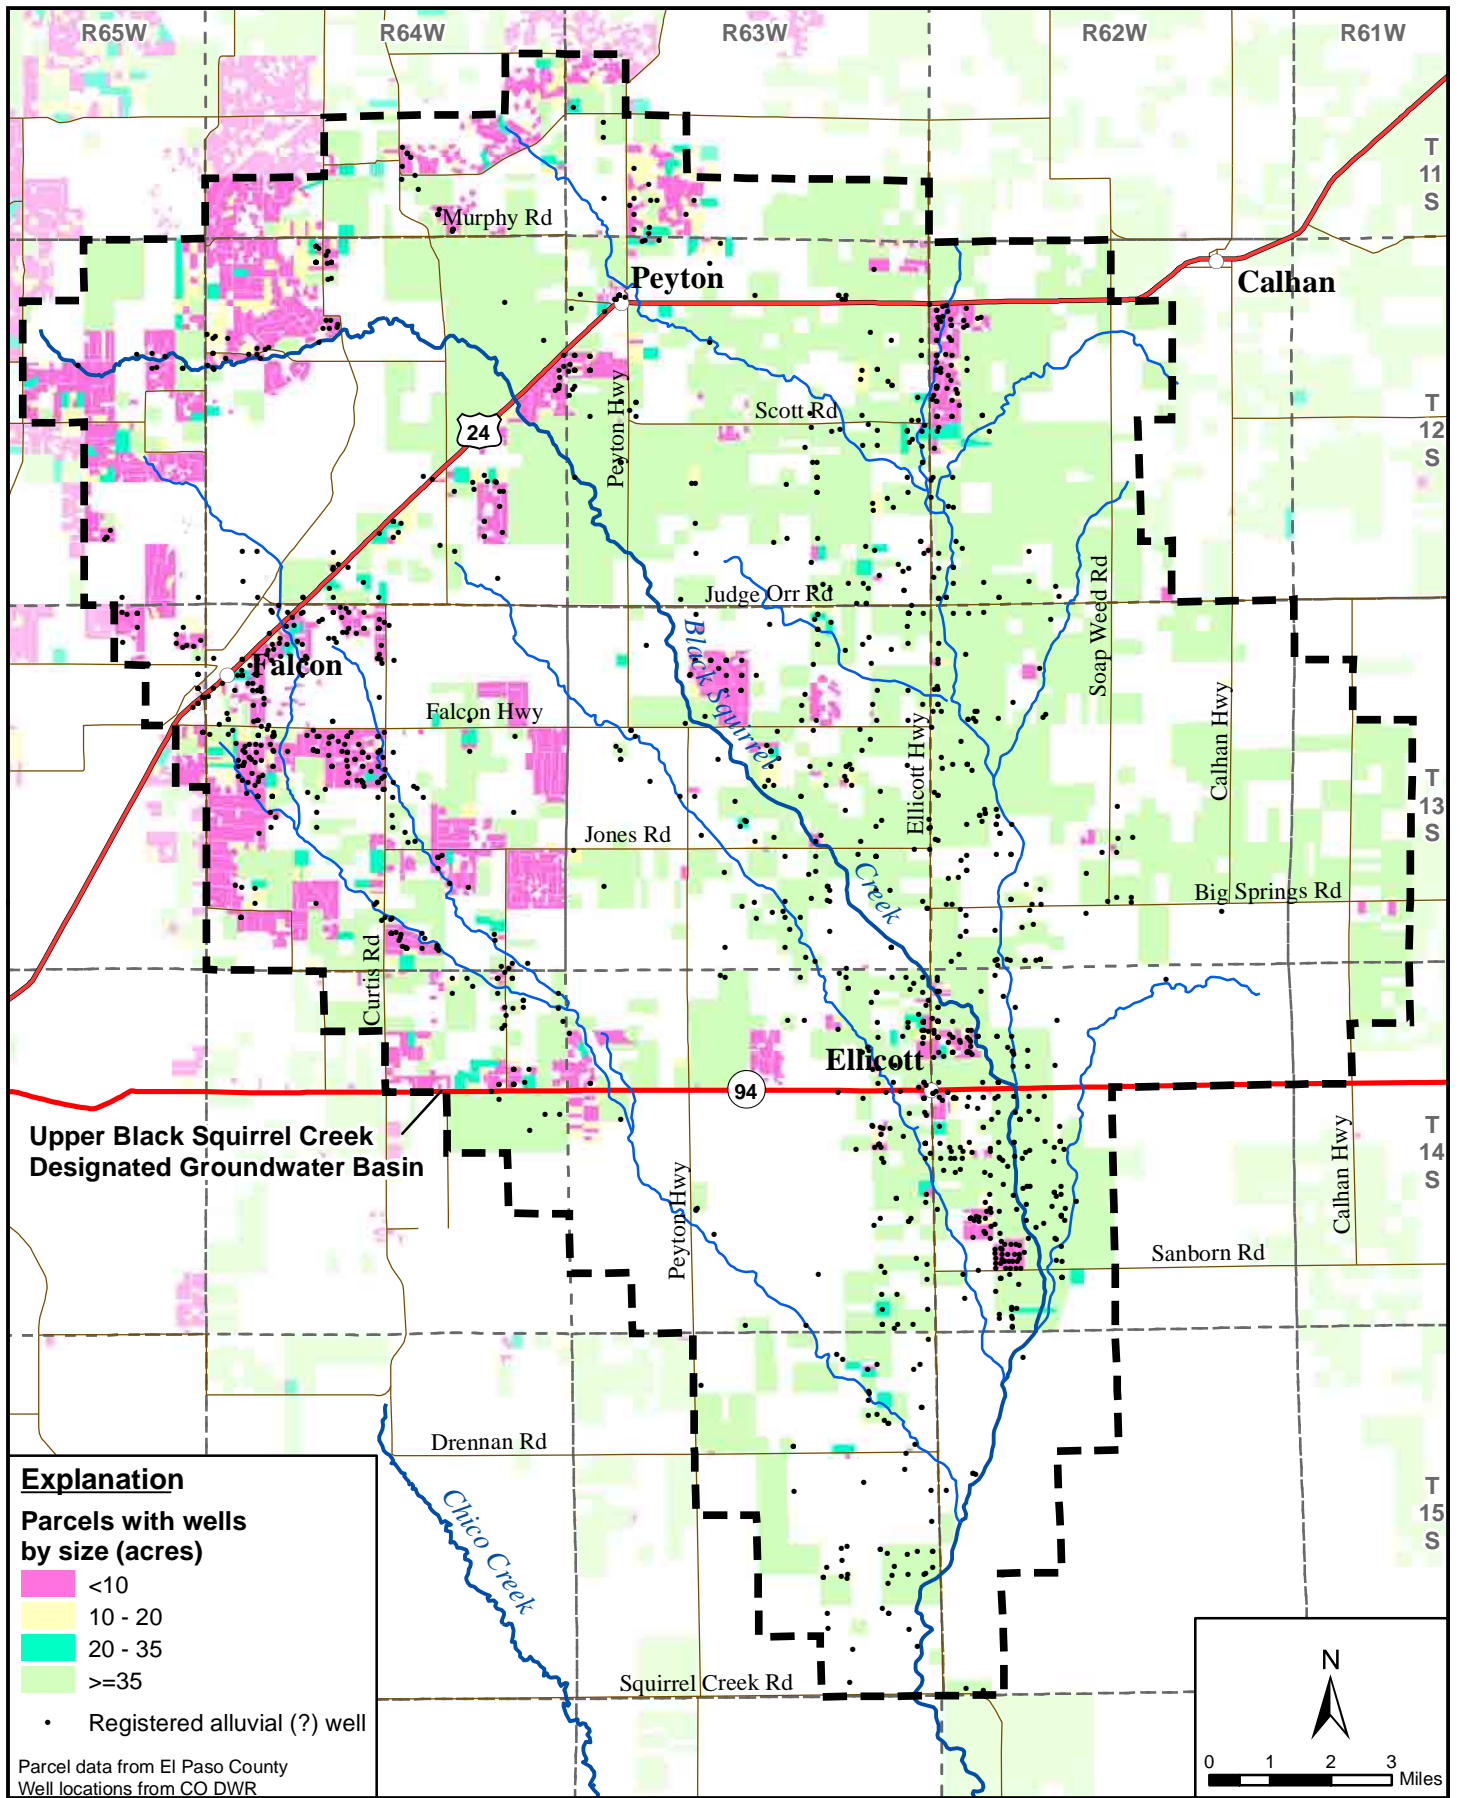 R65W
R64W
R63W
R62W
R61W
T
11
S
Murphy Rd
Peyton
Calhan
Peyton Hwy
Scott Rd
24
T
12
S
Judge Orr Rd
Soap Weed Rd
Black Squirrel
Creek
Falcon
Falcon Hwy
Ellicott Hwy
Calhan Hwy
T
13
S
Jones Rd
Big Springs Rd
Curtis Rd
Ellicott
94
Upper Black Squirrel Creek
Designated Groundwater Basin
T
14
S
Peyton Hwy
Calhan Hwy
Sanborn Rd
Drennan Rd
Chico Creek
T
15
S
Squirrel Creek Rd
Explanation
Parcels with wells
by size (acres)
<10
10 - 20
20 - 35
>=35
Registered alluvial (?) well
Parcel data from El Paso County
Well locations from CO DWR
N
0 1 2 3
Miles